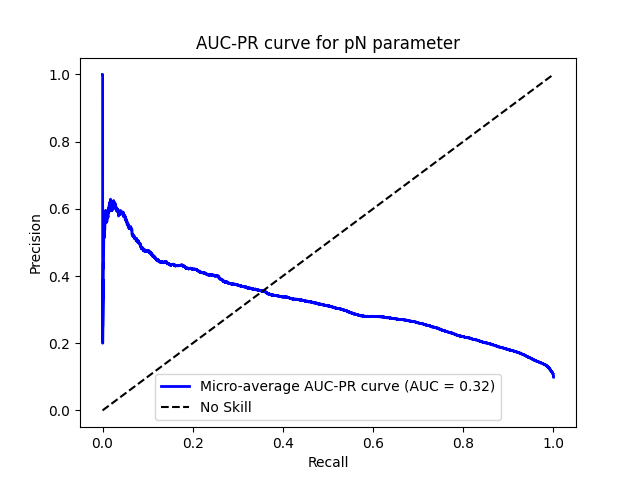 AUC-PR curve for pN parameter
1.0
0.8
0.6
0.4
0.2
0.0
Precision
Micro-average AUC-PR curve (AUC = 0.32)
No Skill
0.0 0.2 0.4 0.6 0.8 1.0
Recall